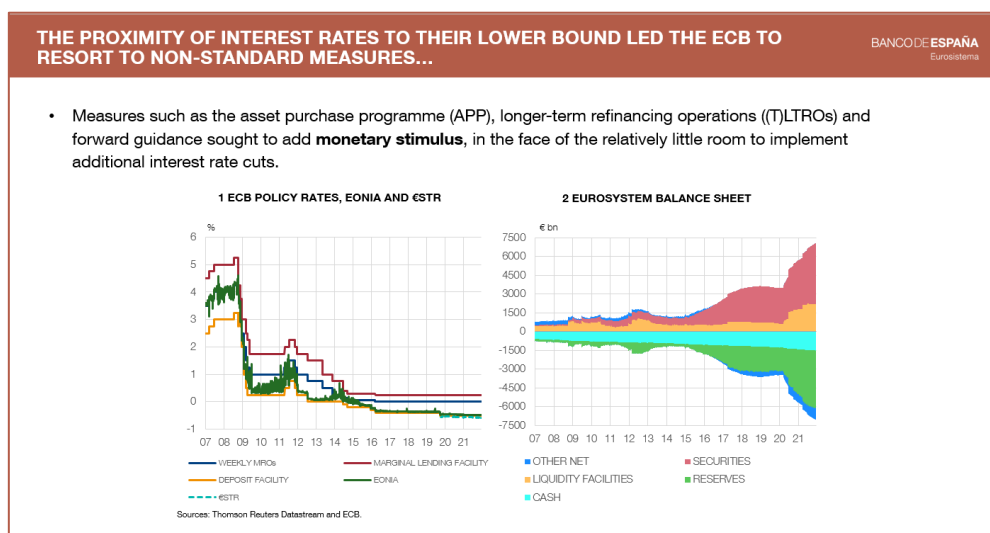 THE PROXIMITY OF INTEREST RATES TO THEIR LOWER BOUND LED THE ECB TO
RESORT TO NON-STANDARD MEASURES…
BANCODEESPAÑA
Eurosistema
• Measures such as the asset purchase programme (APP), longer-term refinancing operations ((T)LTROs) and
forward guidance sought to add monetary stimulus, in the face of the relatively little room to implement
additional interest rate cuts.
1 ECB POLICY RATES, EONIA AND €STR
%
6
5
4
3
2
1
0
-1
07 08 09 10 11 12 13 14 15 16 17 18 19 20 21
WEEKLY MROs
MARGINAL LENDING FACILITY
DEPOSIT FACILITY
EONIA
€STR
Sources: Thomson Reuters Datastream and ECB.
2 EUROSYSTEM BALANCE SHEET
€ bn
7500
6000
4500
3000
1500
0
-1500
-3000
-4500
-6000
-7500
07 08 09 10 11 12 13 14 15 16 17 18 19 20 21
OTHER NET
SECURITIES
LIQUIDITY FACILITIES
RESERVES
CASH